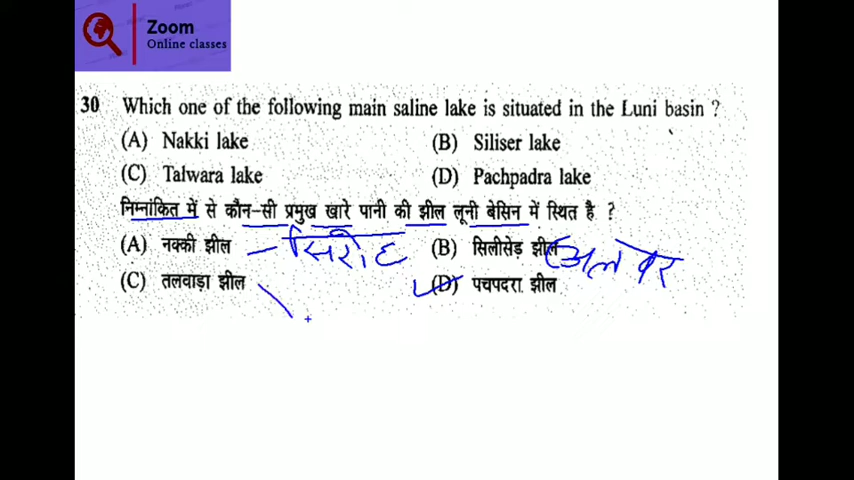 Zoom
Online classes
30 Which one of the following main saline lake is situated in the Luni basin ?
(A) Nakki lake (B) Siliser lake
(C) Talwara lake (D) Pachpadra lake
निम्नांकित में से कौन-सी प्रमुख खारे पानी की झील लूनी बेसिन में स्थित है ?
(A) नक्की झील – सिरोह (B) सिलीसेड़ झील अलवर
(C) तलवाड़ा झील (D) पचपदरा झील